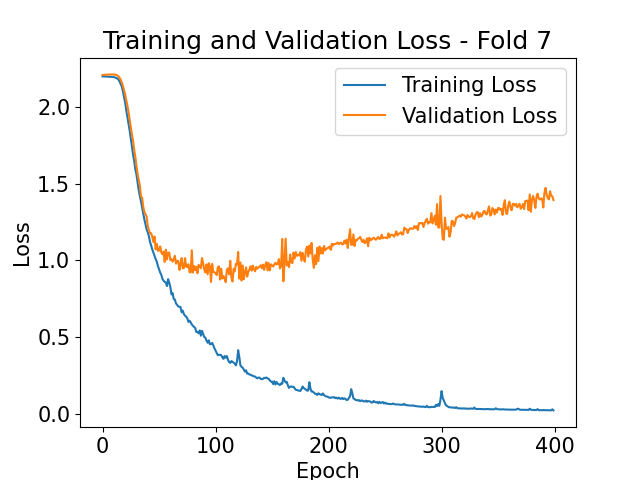 Training and Validation Loss - Fold 7
Training Loss
Validation Loss
Loss
2.0
1.5
1.0
0.5
0.0
0 100 200 300 400
Epoch